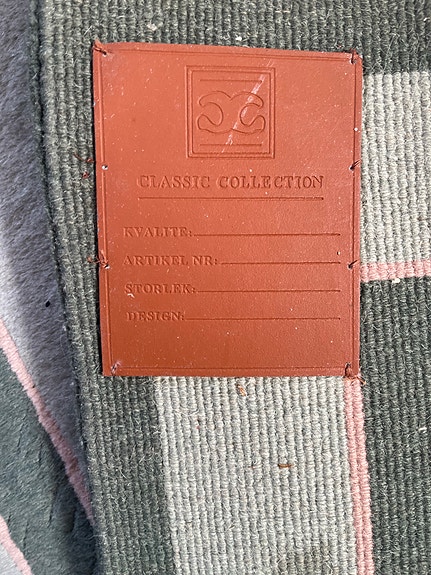 CLASSIC COLLECTION
KVALITE:
ARTIKEL NR:
STORLEK:
DESIGN: